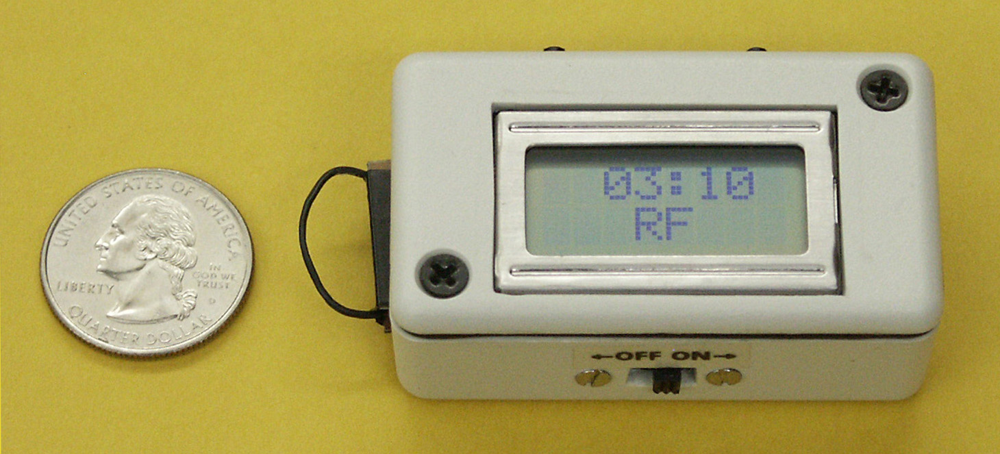 UNITED STATES OF AMERICA
LIBERTY
IN
GOD WE
TRUST
D
QUARTER DOLLAR
03:10
RF
←OFF ON→